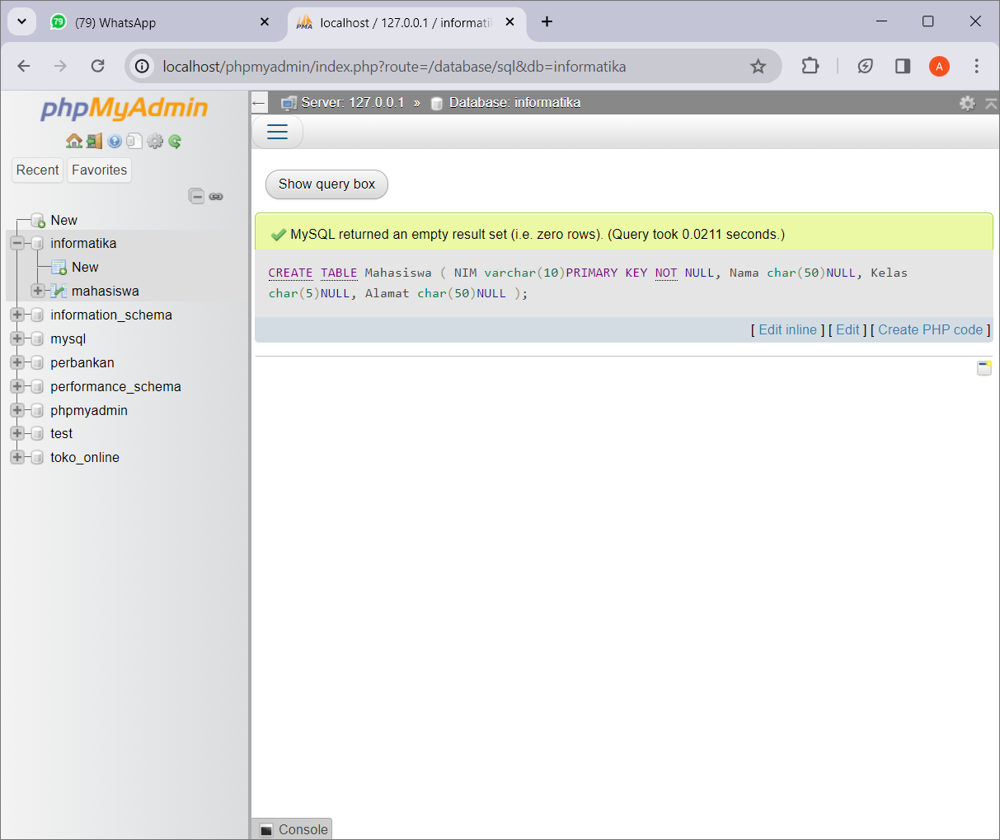 (79) WhatsApp
localhost / 127.0.0.1 / informati
localhost/phpmyadmin/index.php?route=/database/sql&db=informatika
A
phpMyAdmin
Recent
Favorites
New
informatika
New
mahasiswa
information_schema
mysql
perbankan
performance_schema
phpmyadmin
test
toko_online
Server: 127.0.0.1 » Database: informatika
Show query box
MySQL returned an empty result set (i.e. zero rows). (Query took 0.0211 seconds.)
CREATE TABLE Mahasiswa ( NIM varchar(10)PRIMARY KEY NOT NULL, Nama char(50)NULL, Kelas
char(5)NULL, Alamat char(50)NULL );
[ Edit inline ] [ Edit ] [ Create PHP code ]
Console